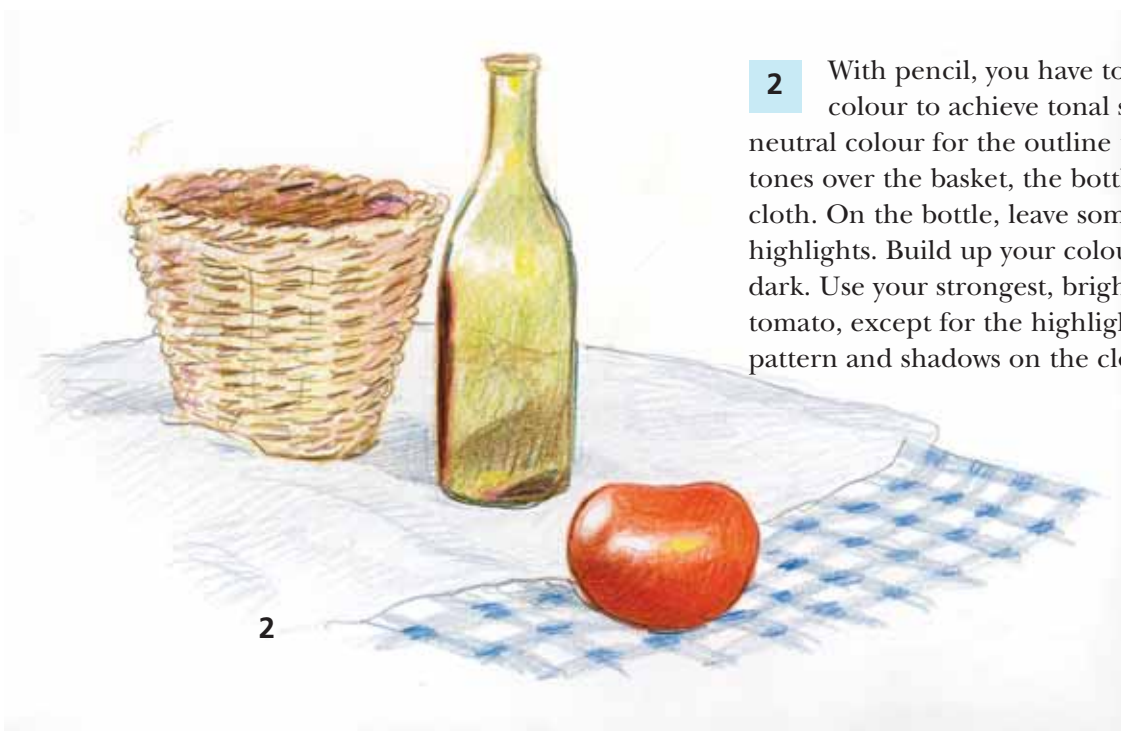 2
With pencil, you have to
colour to achieve tonal
neutral colour for the outline
tones over the basket, the
cloth. On the bottle, leave
highlights. Build up your
dark. Use your strongest,
tomato, except for the
pattern and shadows on the
2